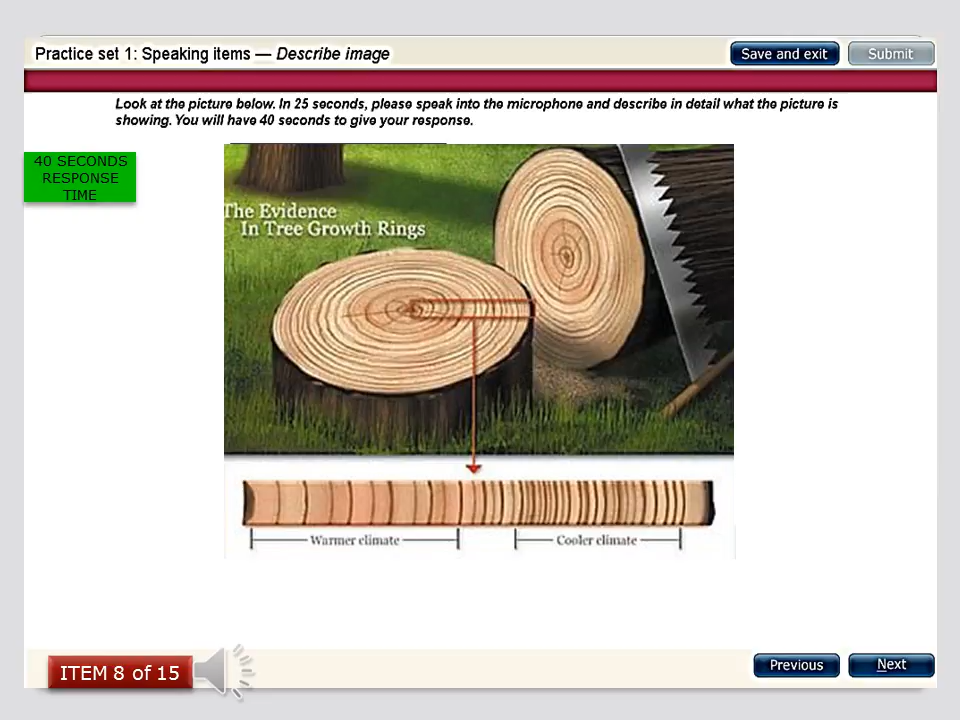 Practice set 1: Speaking items — Describe image
Save and exit
Submit
Look at the picture below. In 25 seconds, please speak into the microphone and describe in detail what the picture is
showing. You will have 40 seconds to give your response.
40 SECONDS
RESPONSE
TIME
The Evidence
In Tree Growth Rings
Warmer climate
Cooler climate
ITEM 8 of 15
Previous
Next